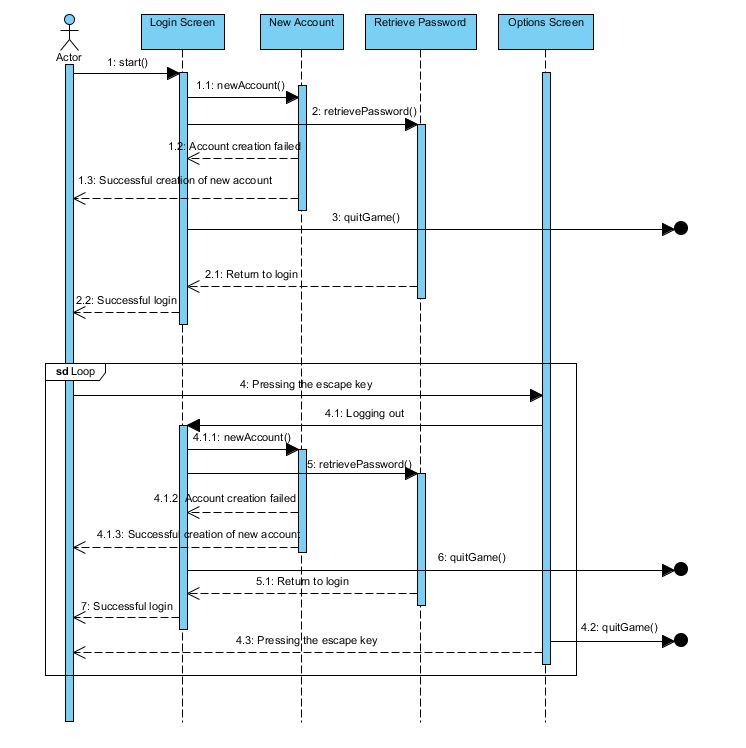 Login Screen
New Account
Retrieve Password
Options Screen
Actor
1: start()
1.1: newAccount()
2: retrievePassword()
1.2: Account creation failed
1.3: Successful creation of new account
3: quitGame()
2.1: Return to login
2.2: Successful login
sd Loop
4: Pressing the escape key
4.1: Logging out
4.1.1: newAccount()
5: retrievePassword()
4.1.2: Account creation failed
4.1.3: Successful creation of new account
6: quitGame()
5.1: Return to login
7: Successful login
4.2: quitGame()
4.3: Pressing the escape key